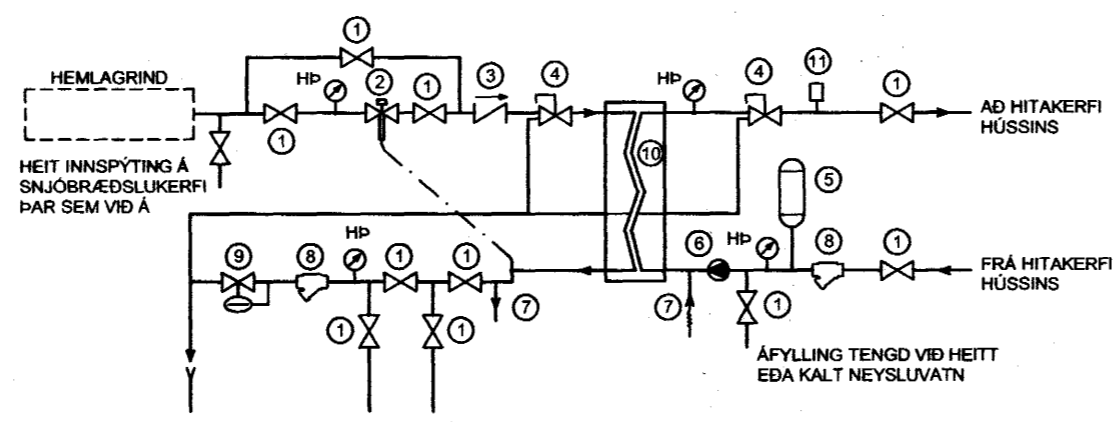 1
HEMLAGRIND
HÞ 2 1 3 4 HÞ 4 11 1
AÐ HITAKERFI
HÚSSINS
1
HEIT INNSPÝTING Á
SNJÓBRÆÐSLUKERFI
ÞAR SEM VIÐ Á
10
5
9 8 HÞ 1 1 6 HÞ 8 1
FRÁ HITAKERFI
HÚSSINS
7 7 1
1 1
ÁFYLLING TENGD VIÐ HEITT
EÐA KALT NEYSLUVATN